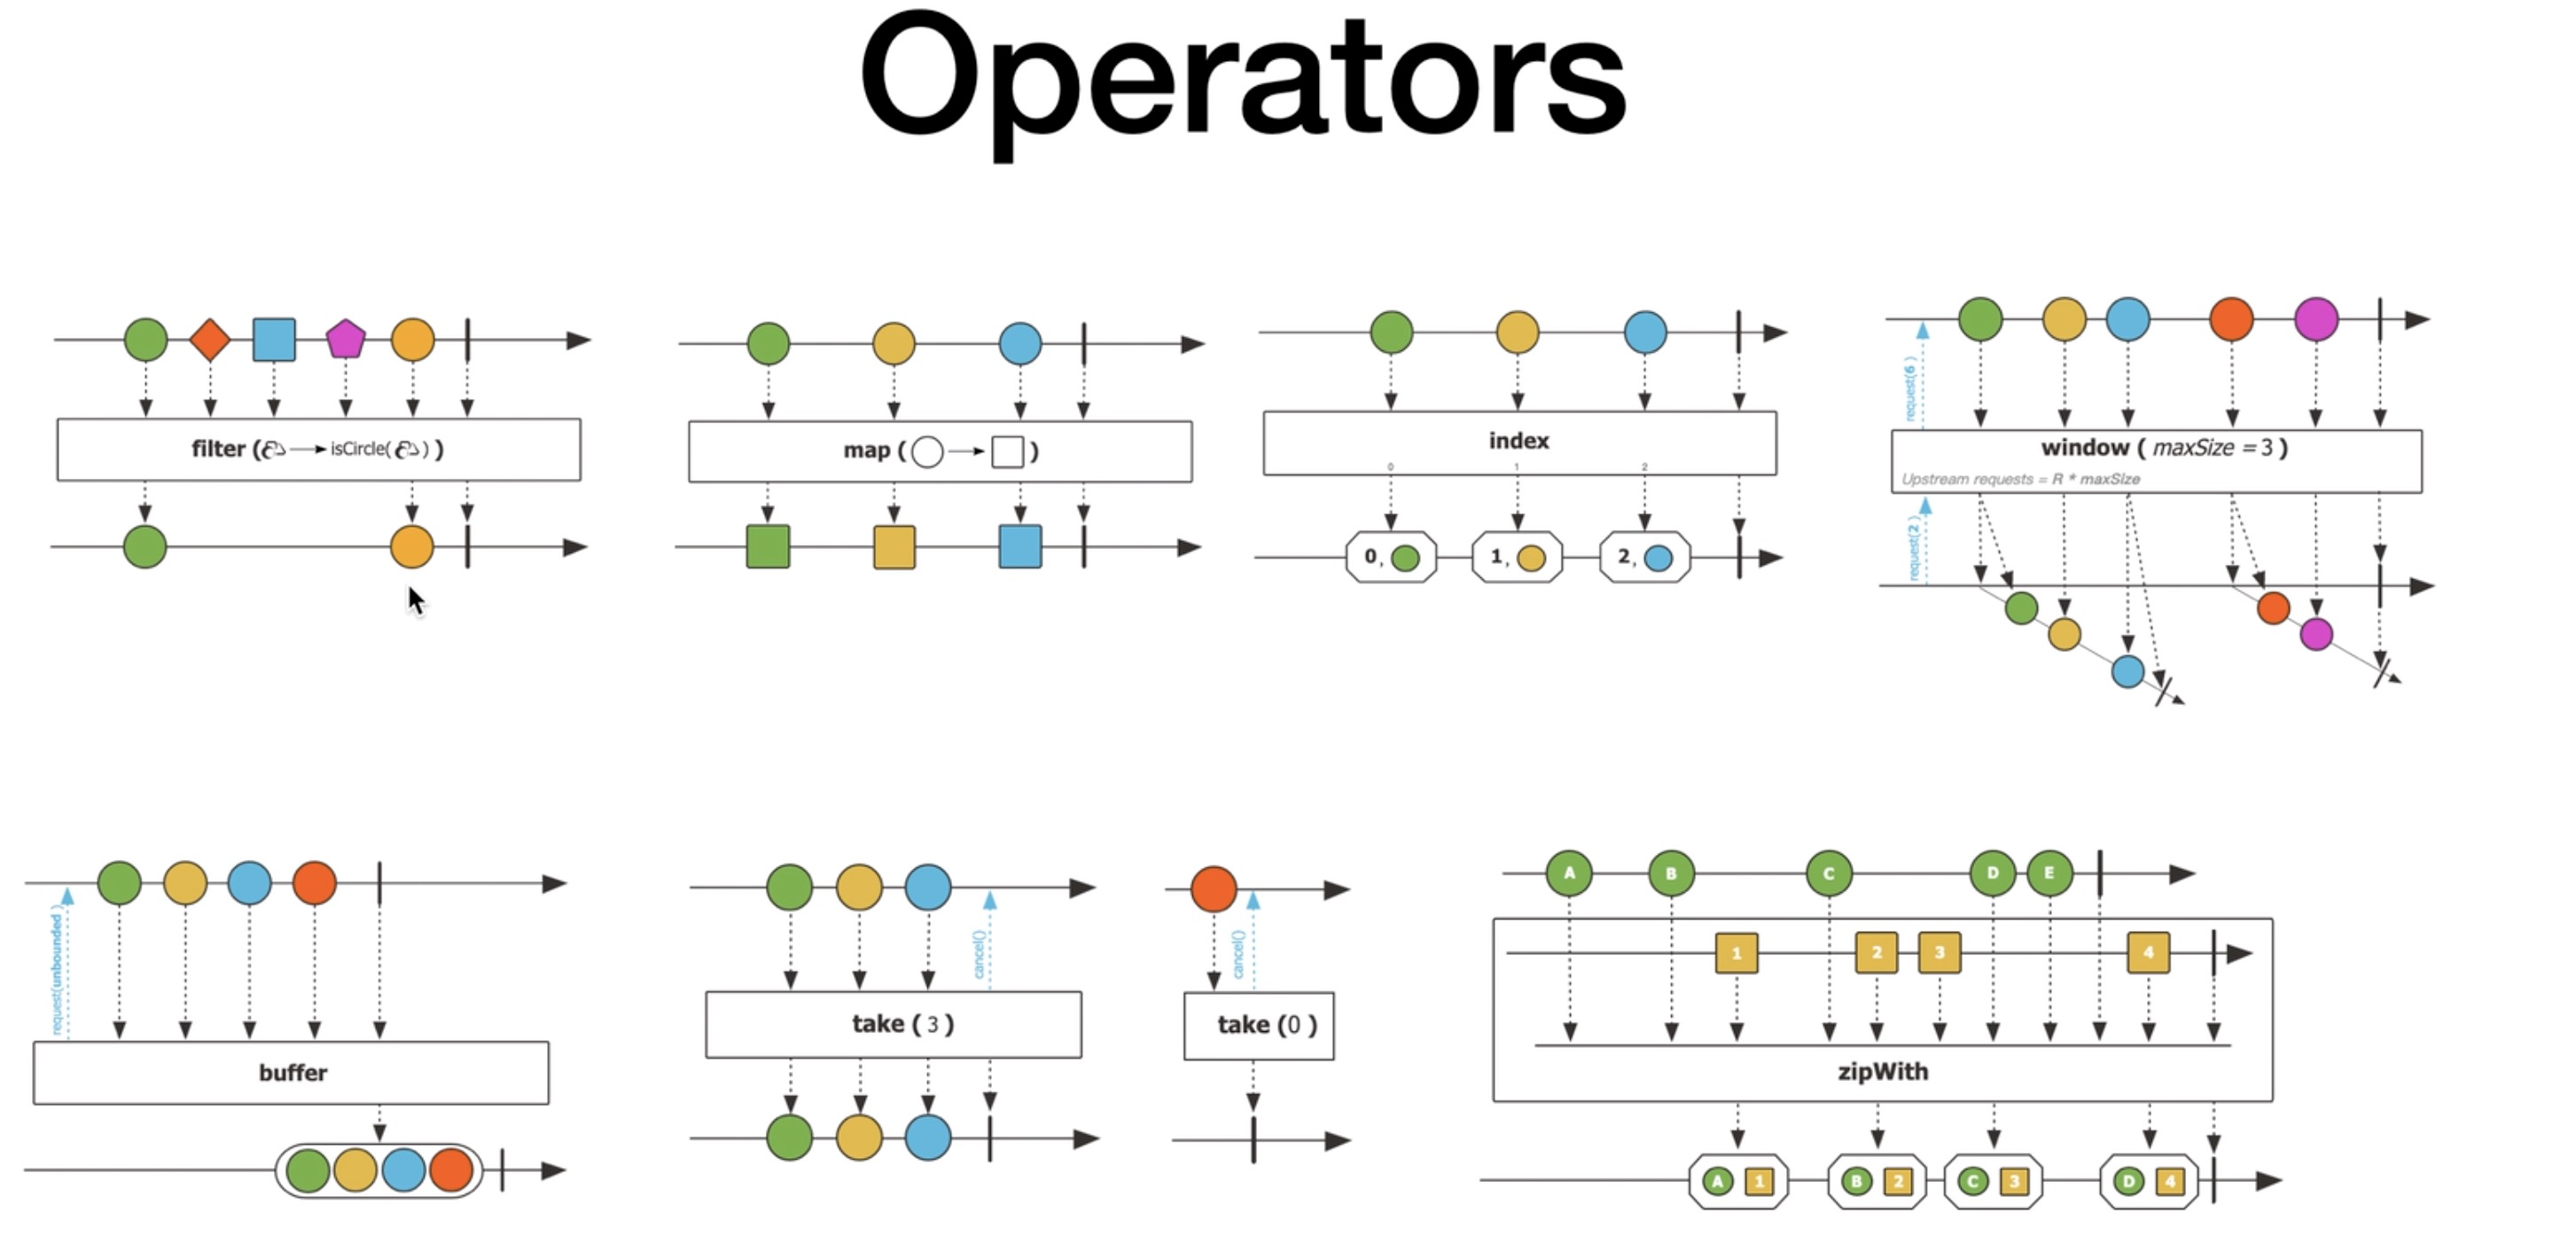 Operators
filter ( → isCircle( ) )
map ( → )
index
0 1 2
0, 1, 2,
request(6)
window ( maxSize = 3 )
Upstream requests = R * maxSize
request(2)
request(unbounded)
buffer
cancel()
take ( 3 )
cancel()
take (0 )
A B C D E
1 2 3 4
zipWith
A 1 B 2 C 3 D 4